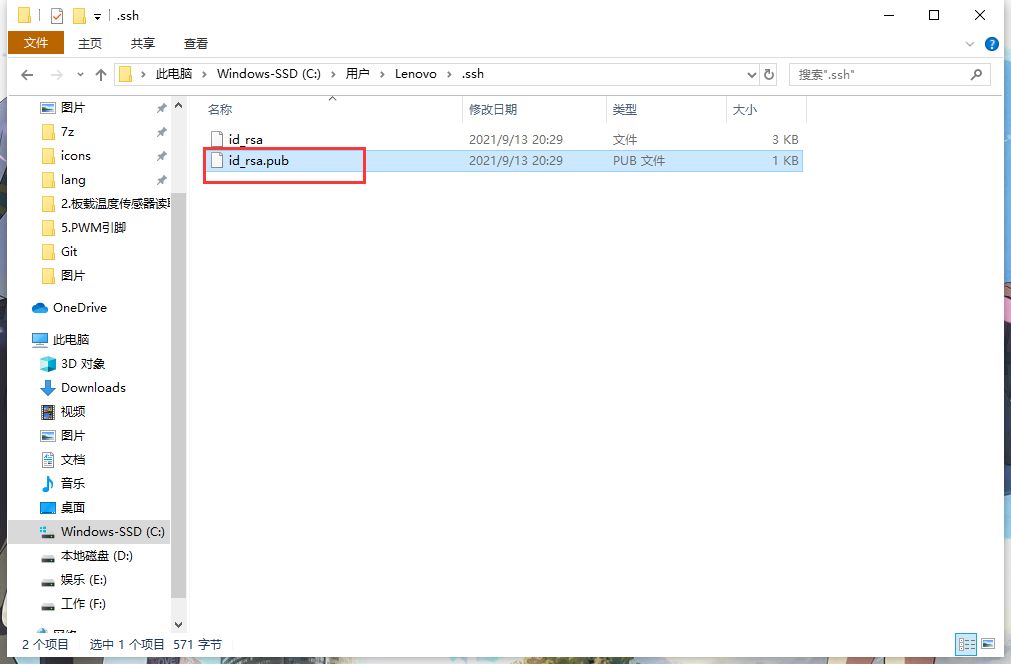 .ssh
文件 主页 共享 查看
此电脑 > Windows-SSD (C:) > 用户 > Lenovo > .ssh
搜索".ssh"
名称 修改日期 类型 大小
id_rsa 2021/9/13 20:29 文件 3 KB
id_rsa.pub 2021/9/13 20:29 PUB 文件 1 KB
图片
7z
icons
lang
2.板载温度传感器读
5.PWM引脚
Git
图片
OneDrive
此电脑
3D 对象
Downloads
视频
图片
文档
音乐
桌面
Windows-SSD (C:)
本地磁盘 (D:)
娱乐 (E:)
工作 (F:)
2 个项目 选中 1 个项目 571 字节